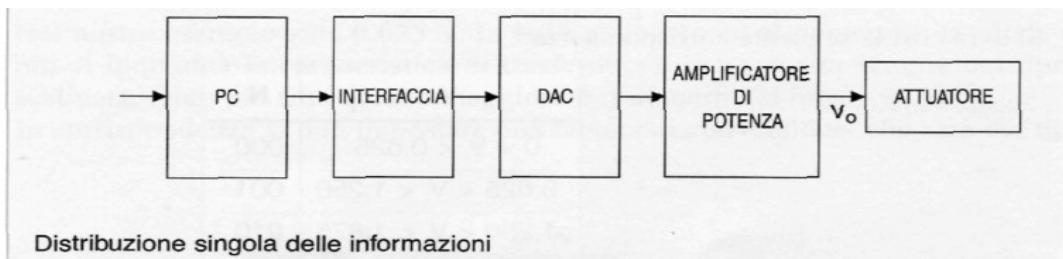 PC
INTERFACCIA
DAC
AMPLIFICATORE
DI
POTENZA
Vo
ATTUATORE
Distribuzione singola delle informazioni